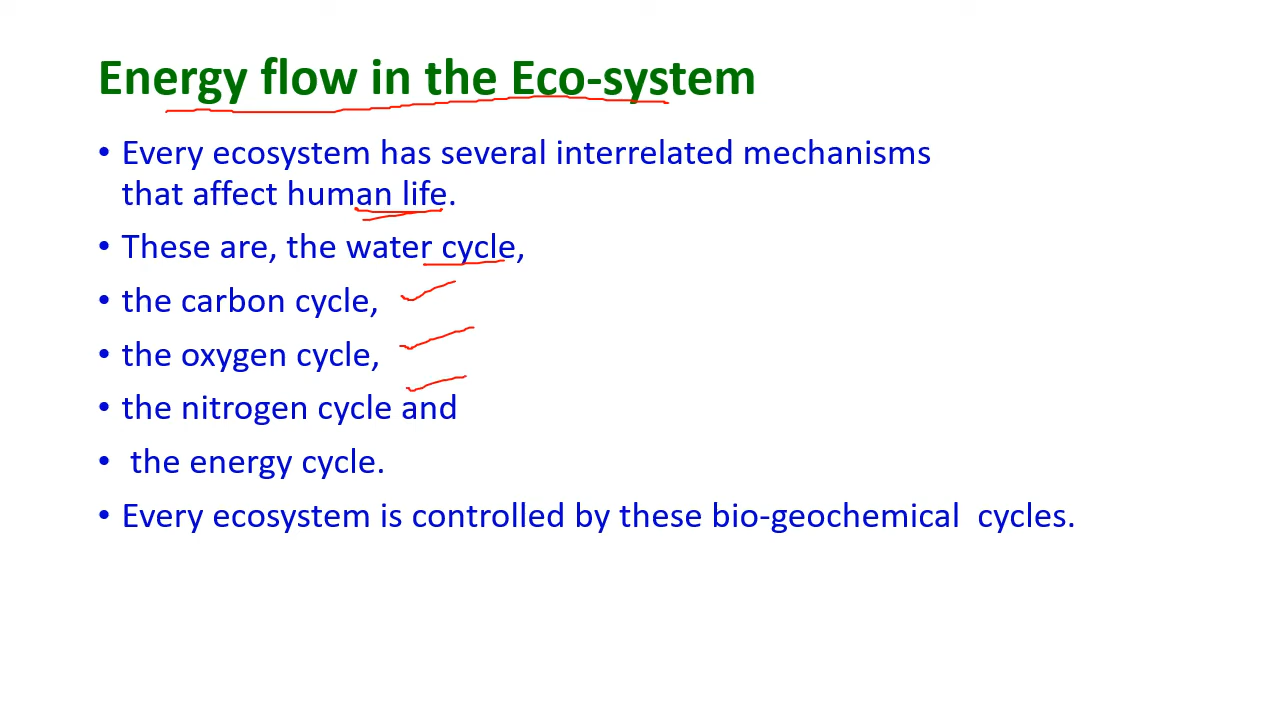 Energy flow in the Eco-system
• Every ecosystem has several interrelated mechanisms
that affect human life.
• These are, the water cycle,
• the carbon cycle,
• the oxygen cycle,
• the nitrogen cycle and
• the energy cycle.
• Every ecosystem is controlled by these bio-geochemical cycles.